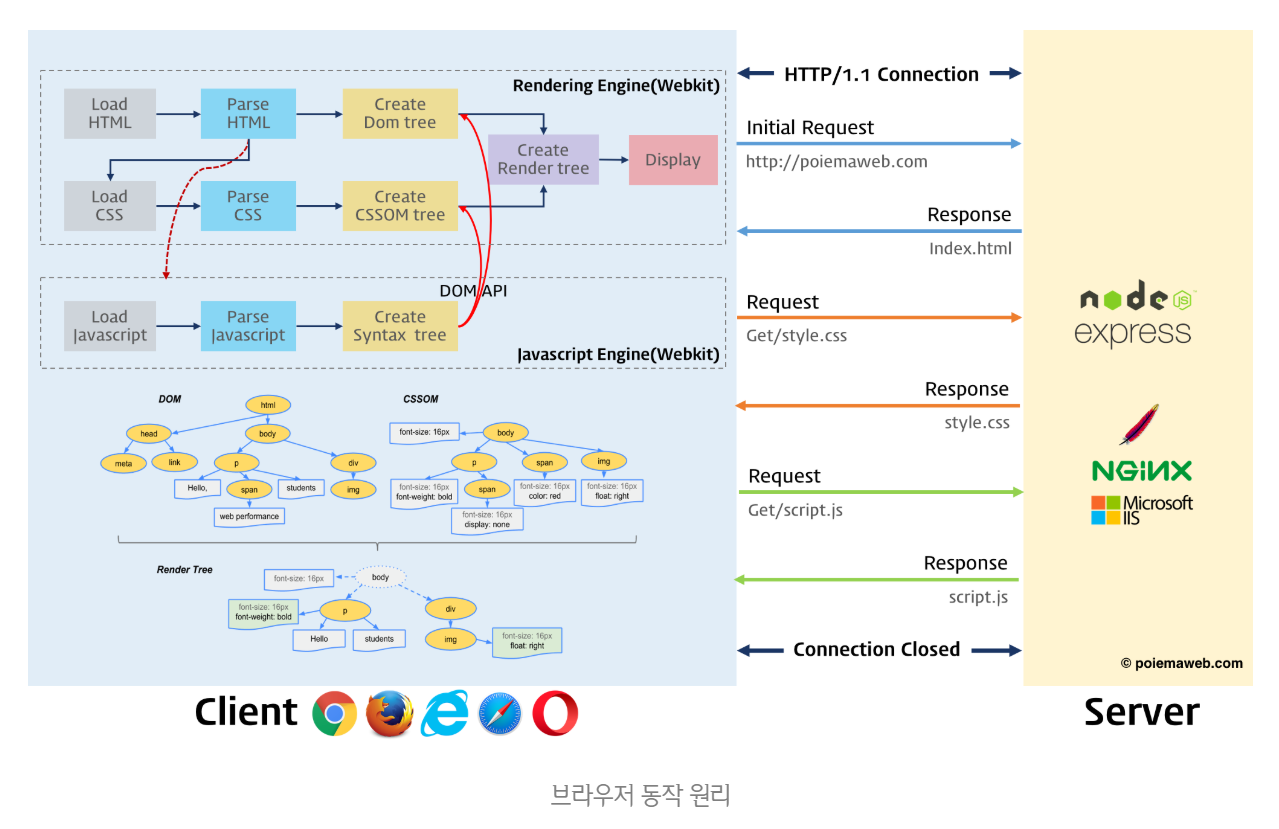 Rendering Engine(Webkit)
Load
HTML
Parse
HTML
Create
Dom tree
Create
Render tree
Display
Load
CSS
Parse
CSS
Create
CSSOM tree
DOM API
Load
Javascript
Parse
Javascript
Create
Syntax tree
Javascript Engine(Webkit)
DOM
html
head
body
meta
link
p
div
Hello,
span
students
img
web performance
CSSOM
font-size: 16px
body
p
span
img
font-size: 16px
font-weight: bold
span
font-size: 16px
color: red
font-size: 16px
float: right
font-size: 16px
display: none
Render Tree
font-size: 16px
body
font-size: 16px
font-weight: bold
p
div
Hello
students
img
font-size: 16px
float: right
HTTP/1.1 Connection
Initial Request
http://poiemaweb.com
Response
Index.html
Request
Get/style.css
Response
style.css
Request
Get/script.js
Response
script.js
Connection Closed
node
JS
express
NGINX
Microsoft
IIS
© poiemaweb.com
Client
Server
브라우저 동작 원리